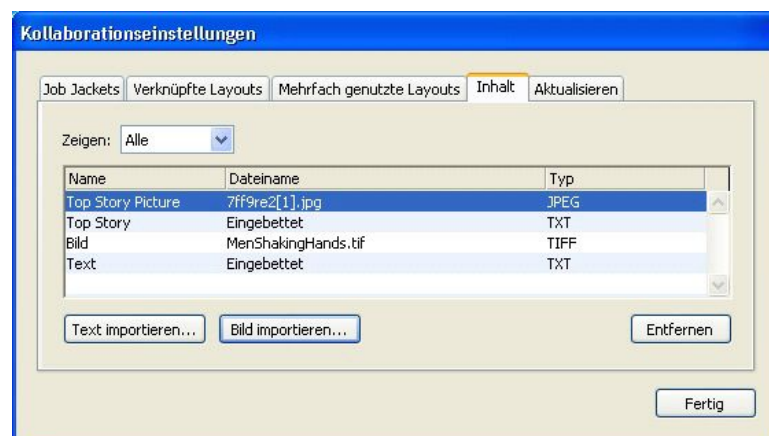 Kollaborationseinstellungen
Job Jackets Verknüpfte Layouts Mehrfach genutzte Layouts Inhalt Aktualisieren
Zeigen: Alle
Name Dateiname Typ
Top Story Picture 7ff9re2[1].jpg JPEG
Top Story Eingebettet TXT
Bild MenShakingHands.tif TIFF
Text Eingebettet TXT
Text importieren... Bild importieren... Entfernen
Fertig